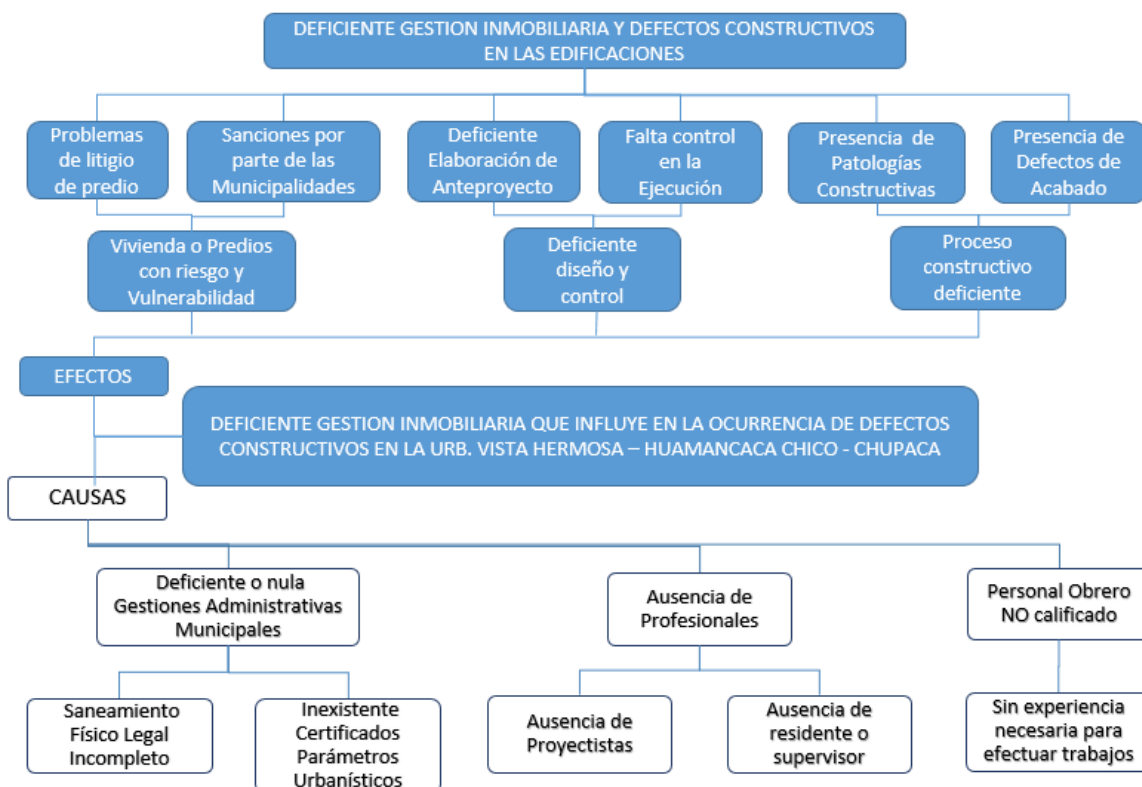 DEFICIENTE GESTION INMOBILIARIA Y DEFECTOS CONSTRUCTIVOS
EN LAS EDIFICACIONES
Problemas
de litigio
de predio
Sanciones por
parte de las
Municipalidades
Deficiente
Elaboración de
Anteproyecto
Falta control
en la
Ejecución
Presencia de
Patologías
Constructivas
Presencia de
Defectos de
Acabado
Vivienda o Predios
con riesgo y
Vulnerabilidad
Deficiente
diseño y
control
Proceso
constructivo
deficiente
EFECTOS
DEFICIENTE GESTION INMOBILIARIA QUE INFLUYE EN LA OCURRENCIA DE DEFECTOS
CONSTRUCTIVOS EN LA URB. VISTA HERMOSA – HUAMANCACA CHICO - CHUPACA
CAUSAS
Deficiente o nula
Gestiones Administrativas
Municipales
Ausencia de
Profesionales
Personal Obrero
NO calificado
Saneamiento
Físico Legal
Incompleto
Inexistente
Certificados
Parámetros
Urbanísticos
Ausencia de
Proyectistas
Ausencia de
residente o
supervisor
Sin experiencia
necesaria para
efectuar trabajos